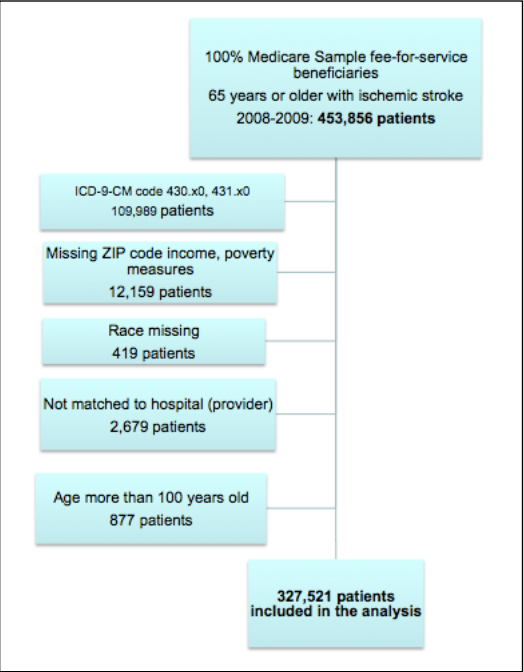 100% Medicare Sample fee-for-service
beneficiaries
65 years or older with ischemic stroke
2008-2009: 453,856 patients
ICD-9-CM code 430.x0, 431.x0
109,989 patients
Missing ZIP code income, poverty
measures
12,159 patients
Race missing
419 patients
Not matched to hospital (provider)
2,679 patients
Age more than 100 years old
877 patients
327,521 patients
included in the analysis